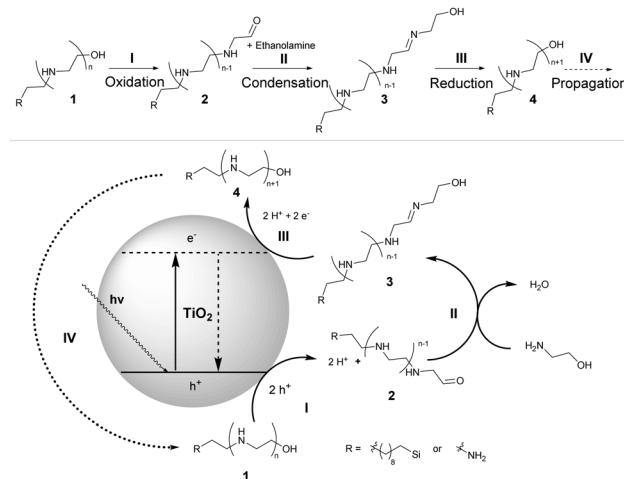 I
Oxidation
+ Ethanolamine
II
Condensation
III
Reduction
IV
Propagation
OH
N
H
n
R
1
H
N
O
n-1
R
2
OH
N
HN
n-1
R
3
OH
HN
n+1
R
4
R
H
N
OH
n+1
4
2 H⁺ + 2 e⁻
III
e⁻
hν
TiO₂
IV
h⁺
2 h⁺
I
OH
N
NH
HN
n-1
R
3
II
H₂O
H₂N
OH
2 H⁺ +
R
NH
n-1
HN
O
2
R
H
N
OH
n
1
R =
8
Si
or
NH₂